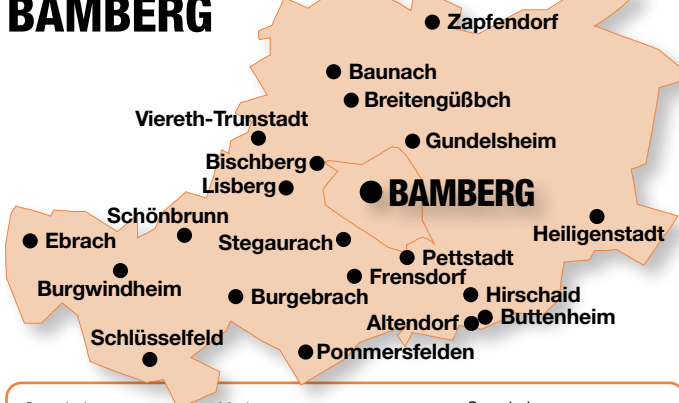 BAMBERG
Zapfendorf
Baunach
Breitengüßbch
Viereth-Trunstadt
Gundelsheim
Bischberg
Lisberg
BAMBERG
Schönbrunn
Heiligenstadt
Ebrach
Stegaurach
Pettstadt
Frensdorf
Burgwindheim
Burgebrach
Hirschaid
Altendorf
Buttenheim
Schlüsselfeld
Pommersfelden